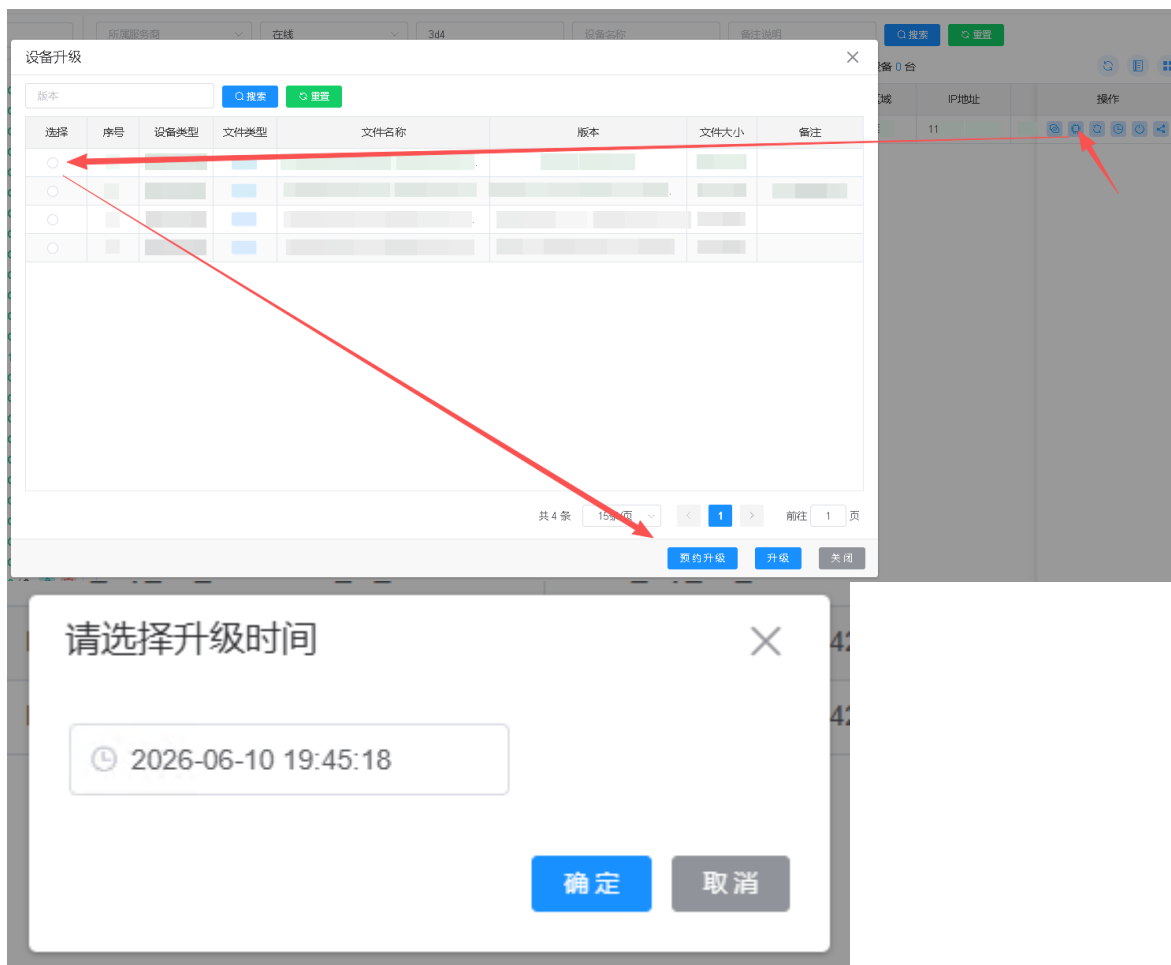 所属服务商 在线 3d4 设备名称 备注说明 搜索 重置
设备升级
设备 0 台
版本 搜索 重置
域 IP地址 操作
选择 序号 设备类型 文件类型 文件名称 版本 文件大小 备注
11
共 4 条 15条/页 1 前往 1 页
预约升级 升级 关闭
请选择升级时间
42
2026-06-10 19:45:18
42
确定 取消